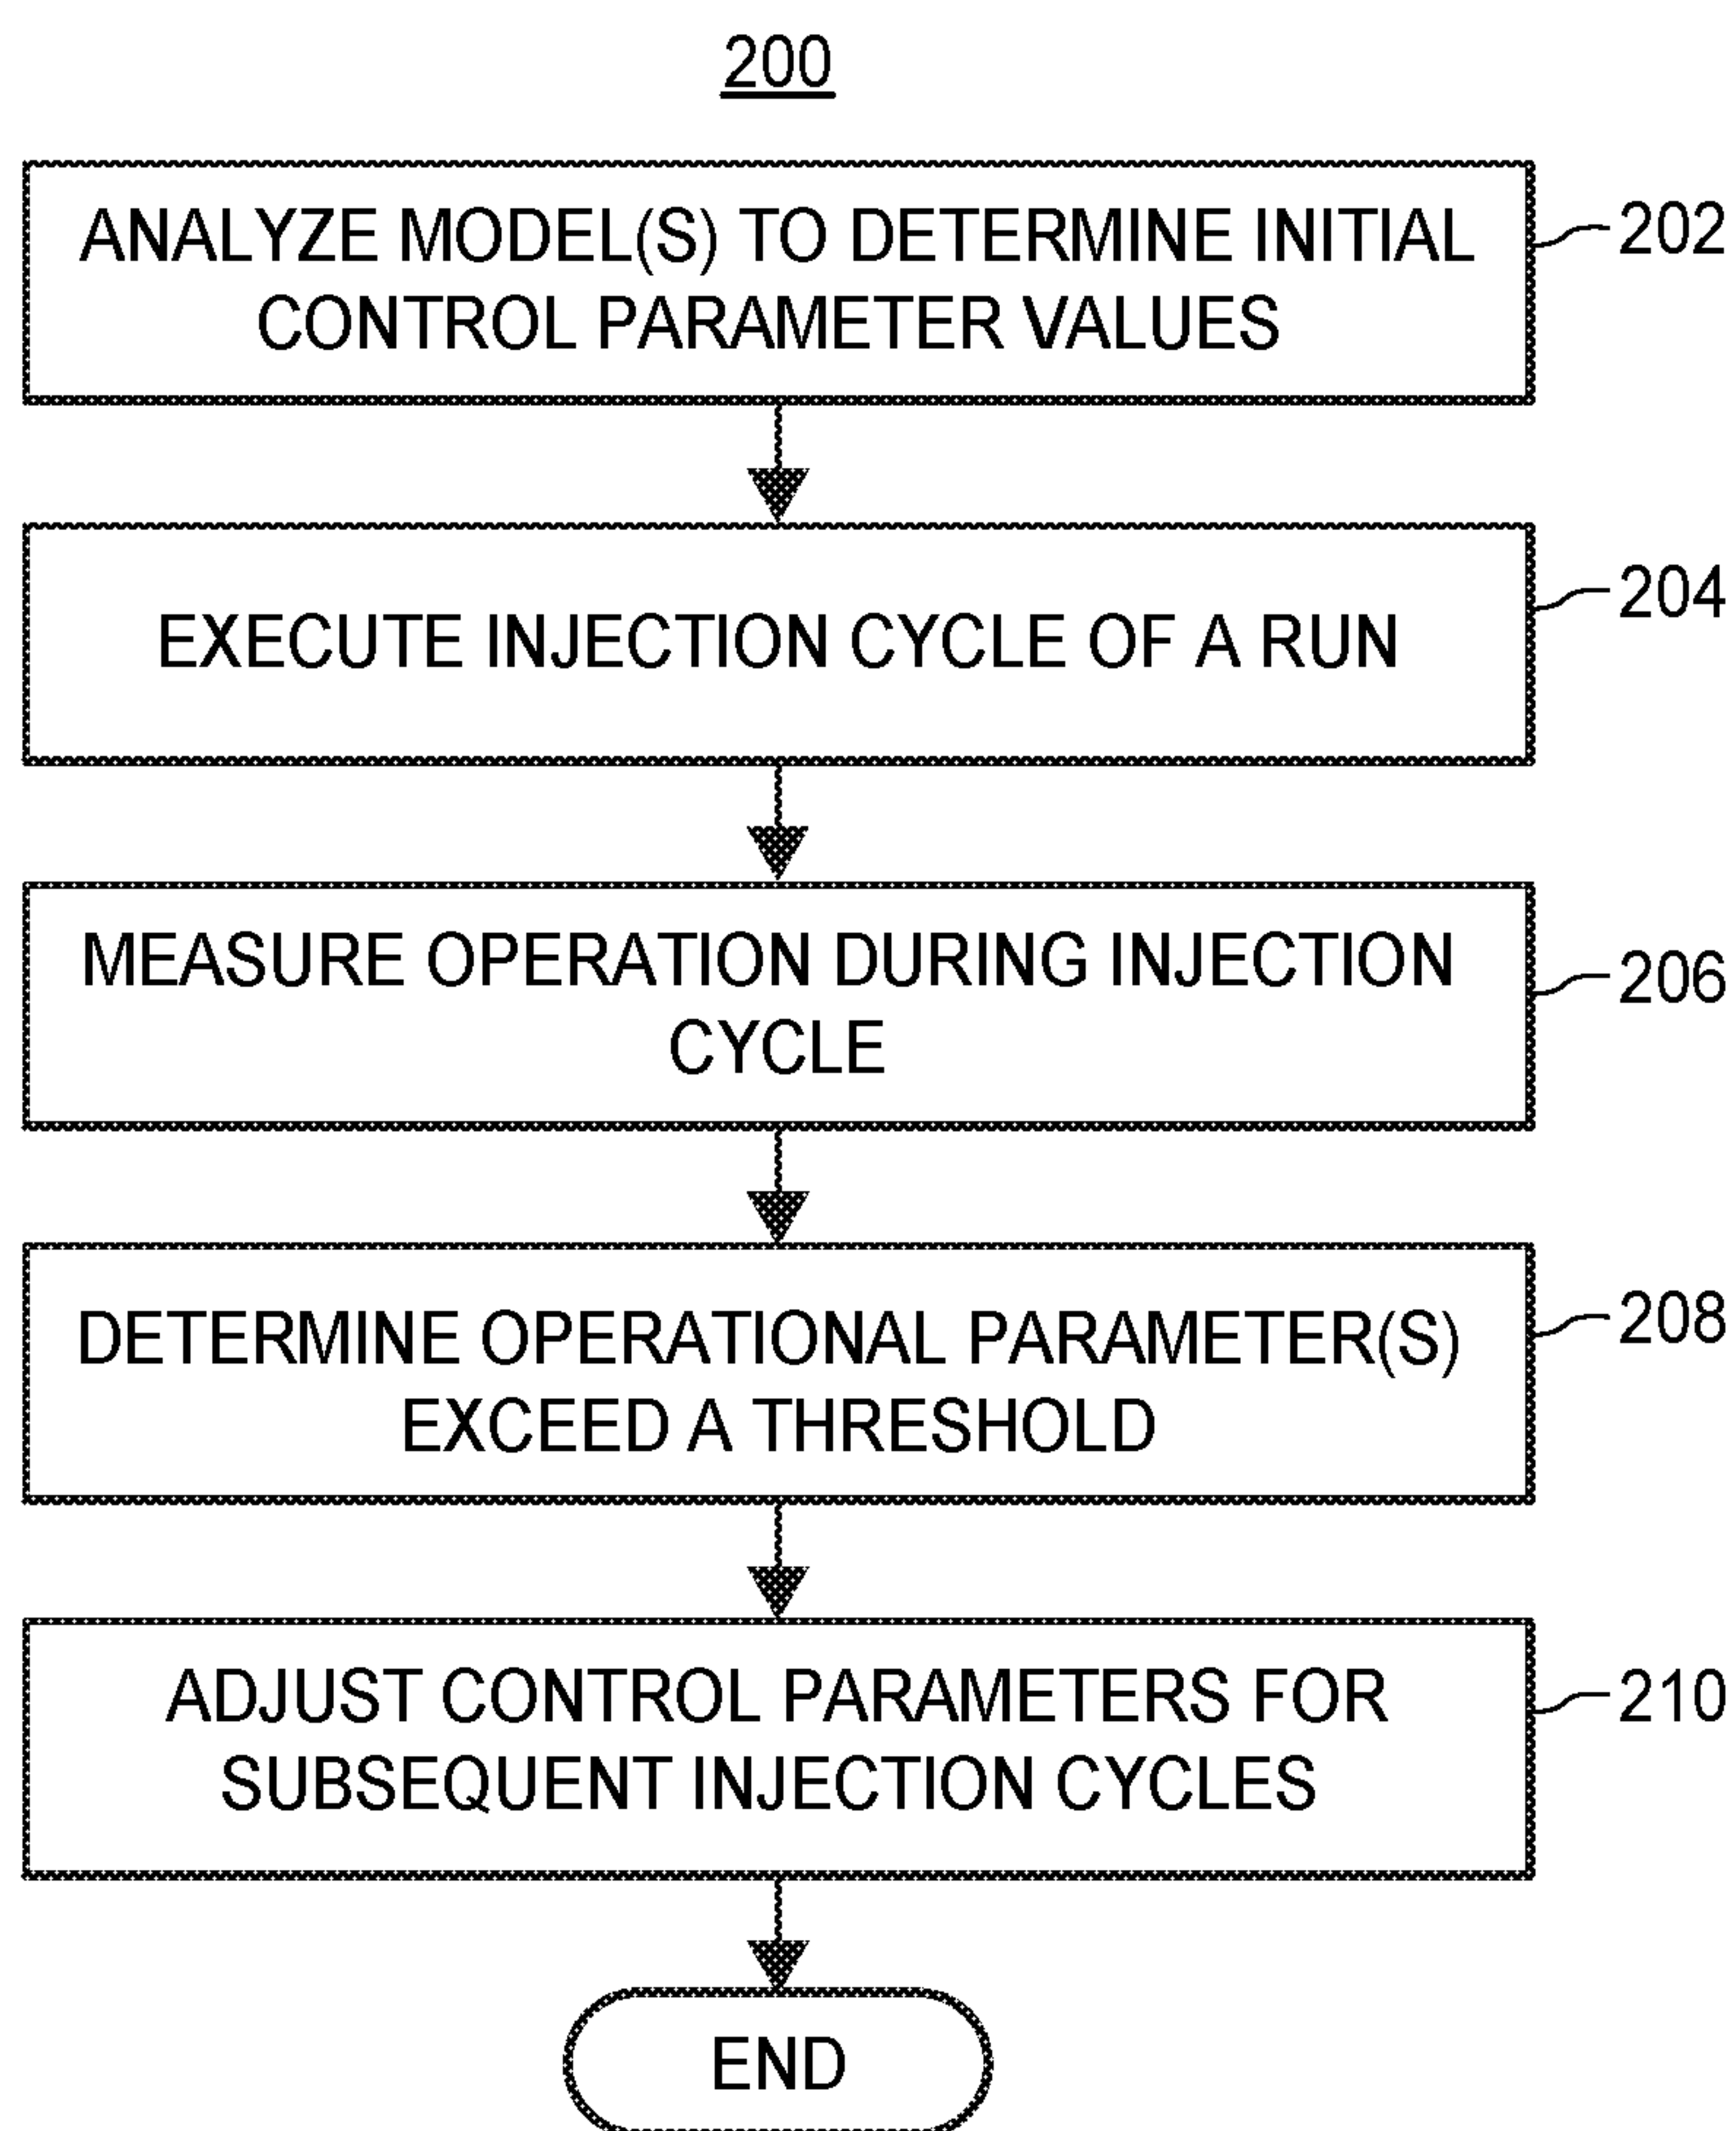 200
ANALYZE MODEL(S) TO DETERMINE INITIAL
CONTROL PARAMETER VALUES
202
EXECUTE INJECTION CYCLE OF A RUN
204
MEASURE OPERATION DURING INJECTION
CYCLE
206
DETERMINE OPERATIONAL PARAMETER(S)
EXCEED A THRESHOLD
208
ADJUST CONTROL PARAMETERS FOR
SUBSEQUENT INJECTION CYCLES
210
END